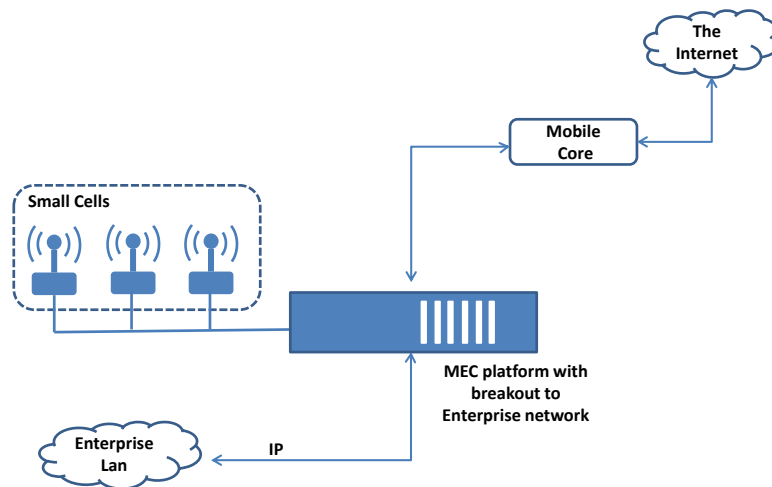 The
Internet
Mobile
Core
Small Cells
MEC platform with
breakout to
Enterprise network
Enterprise
Lan
IP